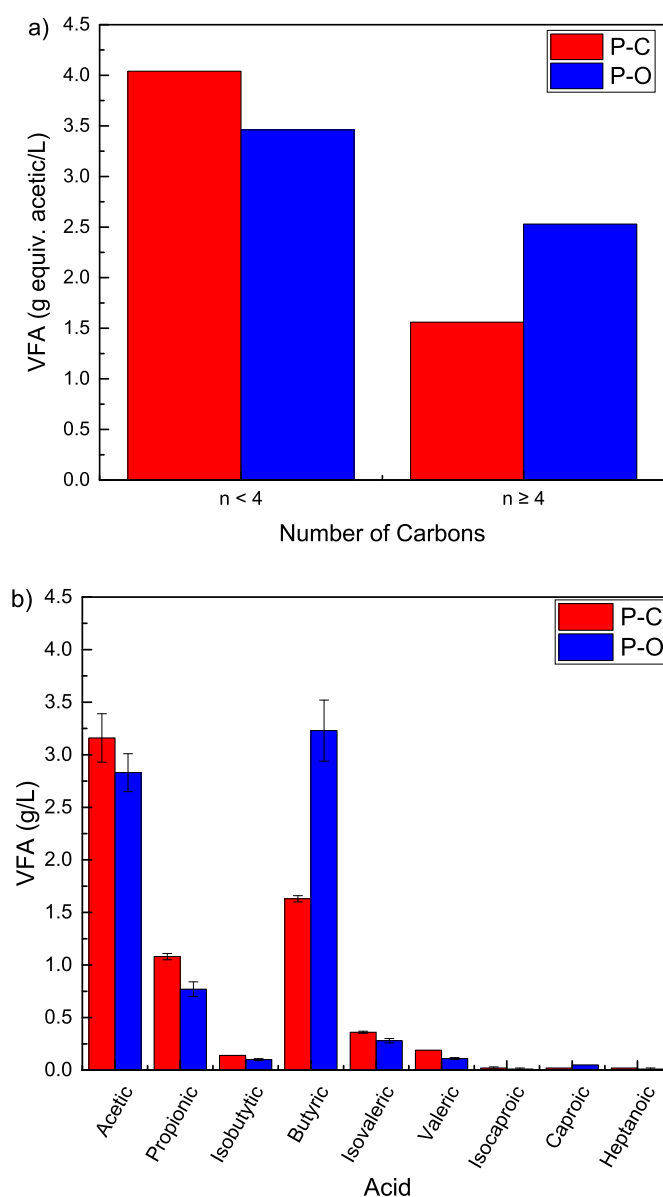 a)
P-C
P-O
VFA (g equiv. acetic/L)
4.5
4.0
3.5
3.0
2.5
2.0
1.5
1.0
0.5
0.0
n < 4
n ≥ 4
Number of Carbons
b)
P-C
P-O
VFA (g/L)
4.5
4.0
3.5
3.0
2.5
2.0
1.5
1.0
0.5
0.0
Acetic
Propionic
Isobutytic
Butyric
Isovaleric
Valeric
Isocaproic
Caproic
Heptanoic
Acid